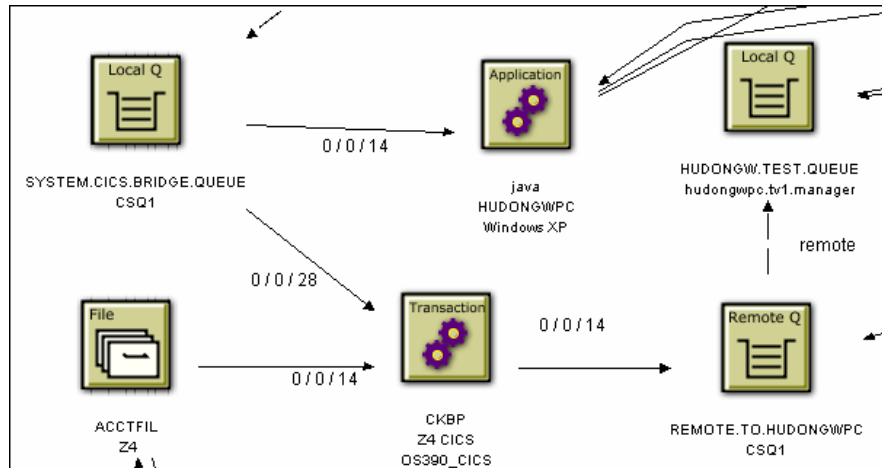 Local Q
SYSTEM.CICS.BRIDGE.QUEUE
CSQ1
0/0/14
Application
java
HUDONGWPC
Windows XP
Local Q
HUDONGW.TEST.QUEUE
hudongwpc.tv1.manager
remote
0/0/28
File
ACCTFIL
Z4
0/0/14
Transaction
CKBP
Z4 CICS
OS390_CICS
0/0/14
Remote Q
REMOTE.TO.HUDONGWPC
CSQ1